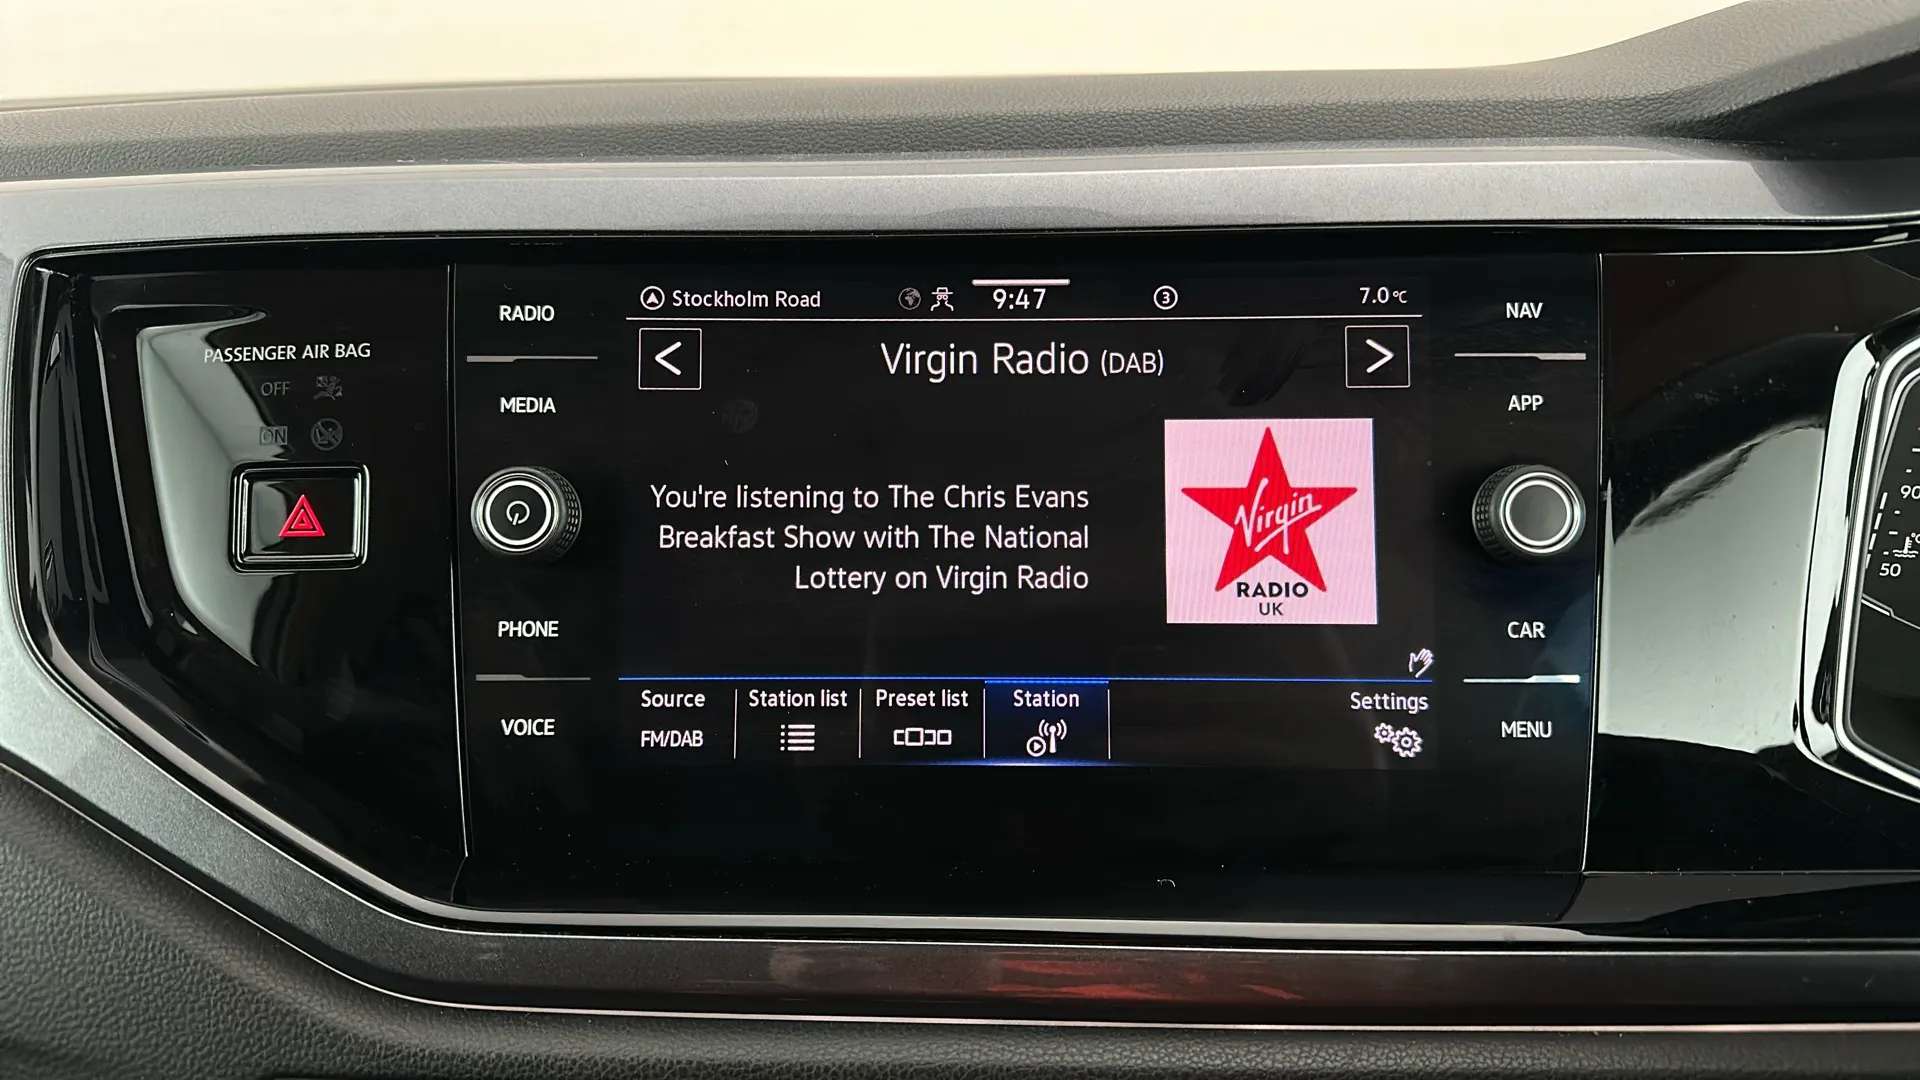 Stockholm Road
9:47
3
7.0°C
RADIO
NAV
PASSENGER AIR BAG
OFF
ON
MEDIA
APP
<
Virgin Radio (DAB)
>
You're listening to The Chris Evans
Breakfast Show with The National
Lottery on Virgin Radio
Virgin
RADIO
UK
90
50
PHONE
CAR
VOICE
MENU
Source
FM/DAB
Station list
Preset list
Station
Settings